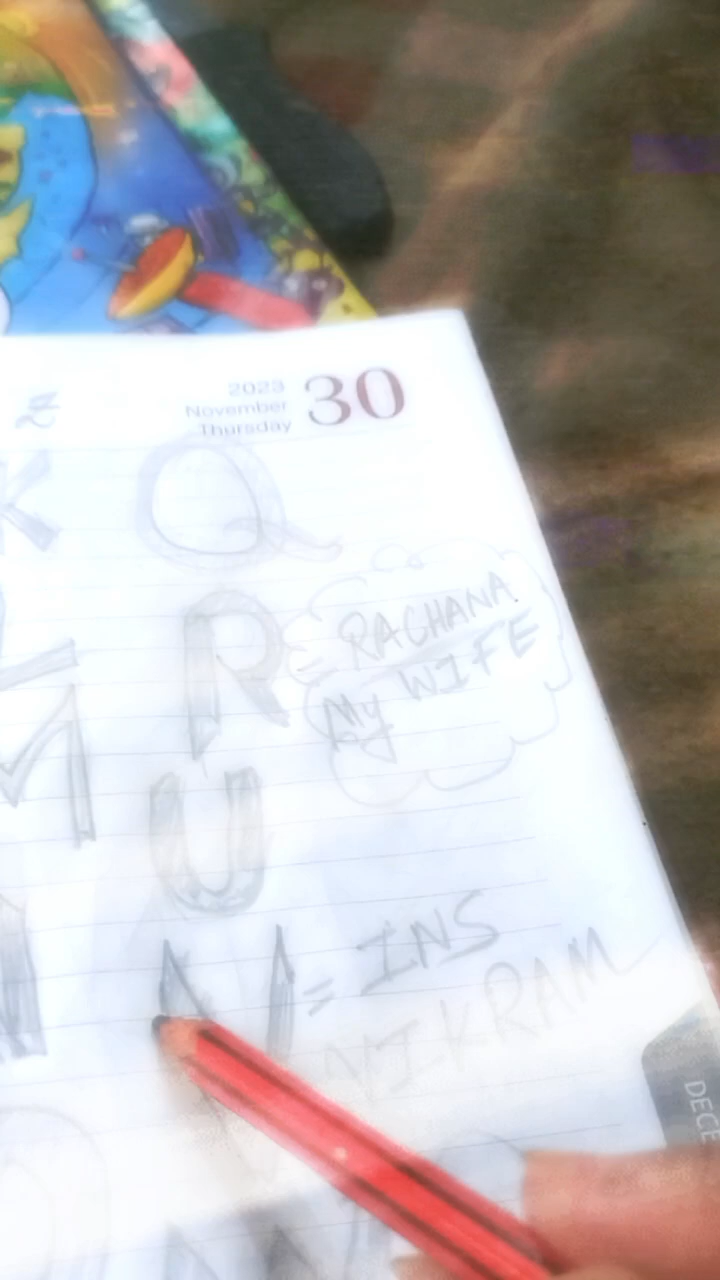 2023
November
Thursday
30
K
Q
L
R
= RACHANA
My WIFE
M
U
N
V = INS
VIKRAM
DECE